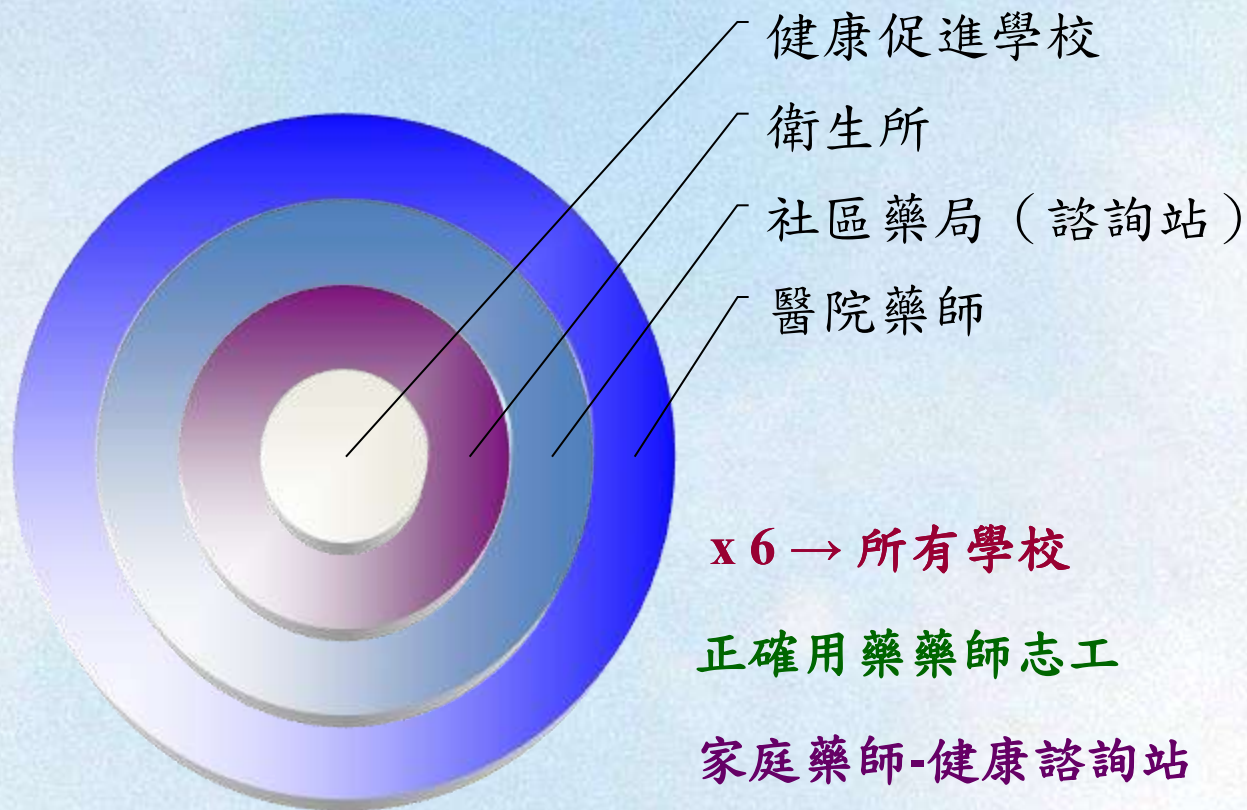 健康促進學校
衛生所
社區藥局（諮詢站）
醫院藥師
x 6 → 所有學校
正確用藥藥師志工
家庭藥師-健康諮詢站